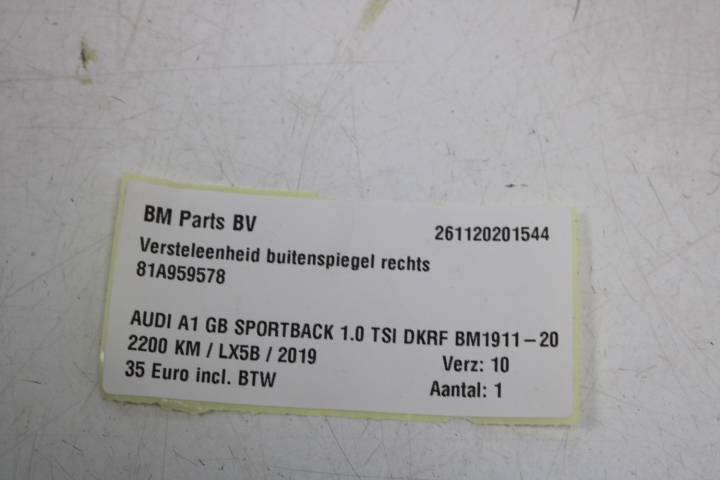 BM Parts BV 261120201544
Versteleenheid buitenspiegel rechts
81A959578
AUDI A1 GB SPORTBACK 1.0 TSI DKRF BM1911-20
2200 KM / LX5B / 2019 Verz: 10
35 Euro incl. BTW Aantal: 1